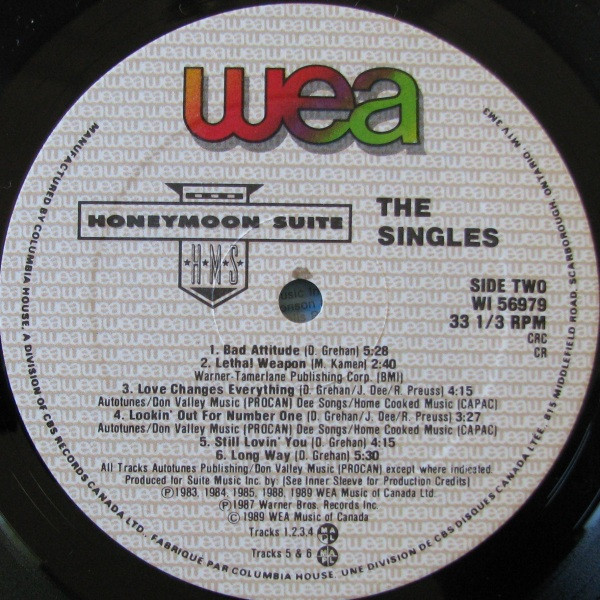 wea
HONEYMOON SUITE
H★M★S
THE
SINGLES
SIDE TWO
WI 56979
33 1/3 RPM
CRC
CR
1. Bad Attitude (D. Grehan) 5:28
2. Lethal Weapon (M. Kamen) 2:40
Warner-Tamerlane Publishing Corp. (BMI)
3. Love Changes Everything (D. Grehan/J. Dee/R. Preuss) 4:15
Autotunes/Don Valley Music (PROCAN) Dee Songs/Home Cooked Music (CAPAC)
4. Lookin' Out For Number One (D. Grehan/J. Dee/R. Preuss) 3:27
Autotunes/Don Valley Music (PROCAN) Dee Songs/Home Cooked Music (CAPAC)
5. Still Lovin' You (D. Grehan) 4:15
6. Long Way (D. Grehan) 5:30
All Tracks Autotunes Publishing/Don Valley Music (PROCAN) except where indicated
Produced for Suite Music Inc. by: (See Inner Sleeve for Production Credits)
Ⓟ1983, 1984, 1985, 1988, 1989 WEA Music of Canada Ltd
Ⓟ1987 Warner Bros. Records Inc
©1989 WEA Music of Canada
Tracks 1,2,3,4
Tracks 5 & 6
MANUFACTURED BY COLUMBIA HOUSE, A DIVISION OF CBS RECORDS CANADA LTD., FABRIQUE PAR COLUMBIA HOUSE, UNE DIVISION DE CBS DISQUES CANADA LTÉE., 815 MIDDLEFIELD ROAD, SCARBOROUGH, ONTARIO, M1V 2M3